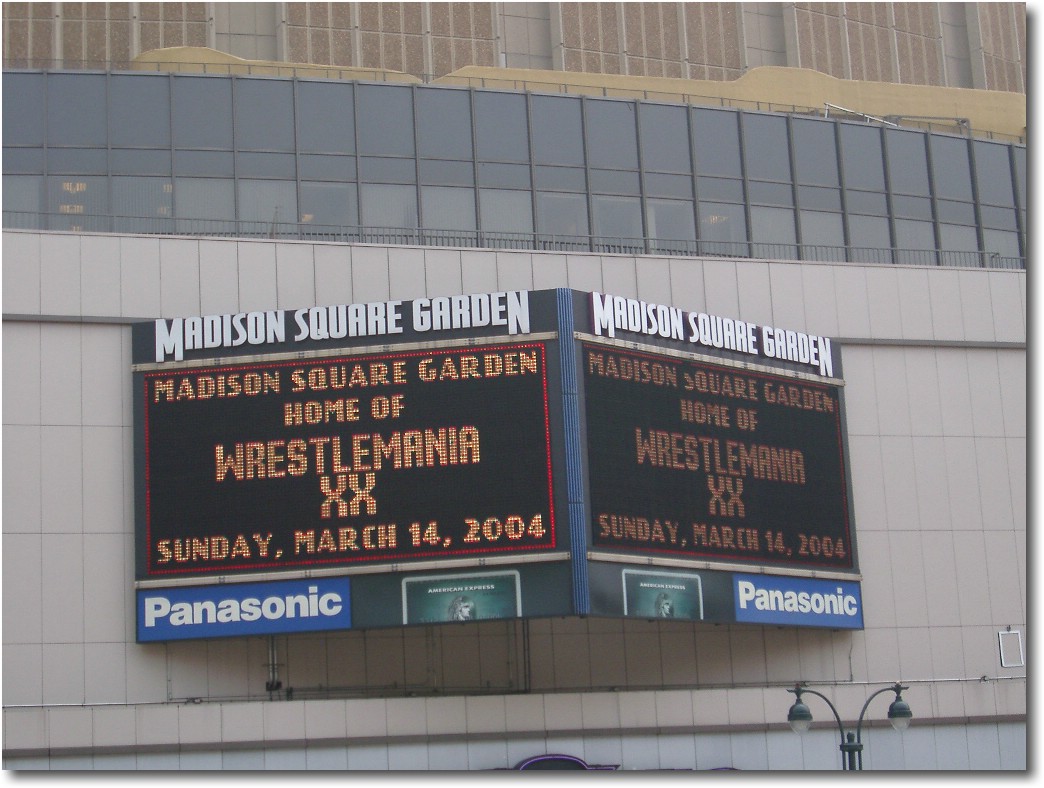 MADISON SQUARE GARDEN
MADISON SQUARE GARDEN
HOME OF
WRESTLEMANIA
XX
SUNDAY, MARCH 14, 2004
Panasonic
AMERICAN EXPRESS
MADISON SQUARE GARDEN
MADISON SQUARE GARDEN
HOME OF
WRESTLEMANIA
XX
SUNDAY, MARCH 14, 2004
AMERICAN EXPRESS
Panasonic